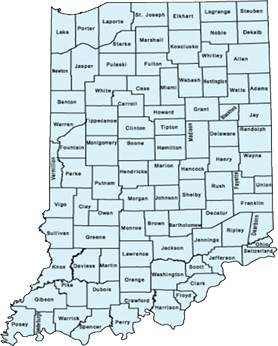 St. Joseph
Elkhart
Lagrange
Steuben
Lake
Porter
Laporte
Noble
Dekalb
Starke
Marshall
Kosciusko
Whitley
Allen
Newton
Jasper
Pulaski
Fulton
Wabash
Huntington
White
Cass
Miami
Wells
Adams
Benton
Carroll
Howard
Grant
Blackford
Jay
Warren
Tippecanoe
Clinton
Tipton
Madison
Delaware
Randolph
Fountain
Montgomery
Boone
Hamilton
Henry
Wayne
Vermilion
Parke
Hendricks
Marion
Hancock
Rush
Fayette
Union
Putnam
Vigo
Clay
Owen
Morgan
Johnson
Shelby
Franklin
Decatur
Sullivan
Greene
Monroe
Brown
Bartholomew
Ripley
Dearborn
Jennings
Ohio
Jackson
Jefferson
Switzerland
Knox
Daviess
Martin
Lawrence
Washington
Scott
Pike
Orange
Clark
Gibson
Dubois
Crawford
Floyd
Harrison
Posey
Warrick
Spencer
Perry